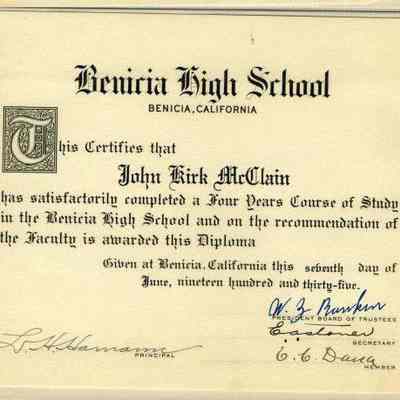 Benicia High School
BENICIA, CALIFORNIA
This Certifies that
John Kirk McClain
has satisfactorily completed a Four Years Course of Study
in the Benicia High School and on the recommendation of
the Faculty is awarded this Diploma
Given at Benicia, California this seventh day of
June, nineteen hundred and thirty-five.
PRESIDENT BOARD OF TRUSTEES
SECRETARY
PRINCIPAL
MEMBER